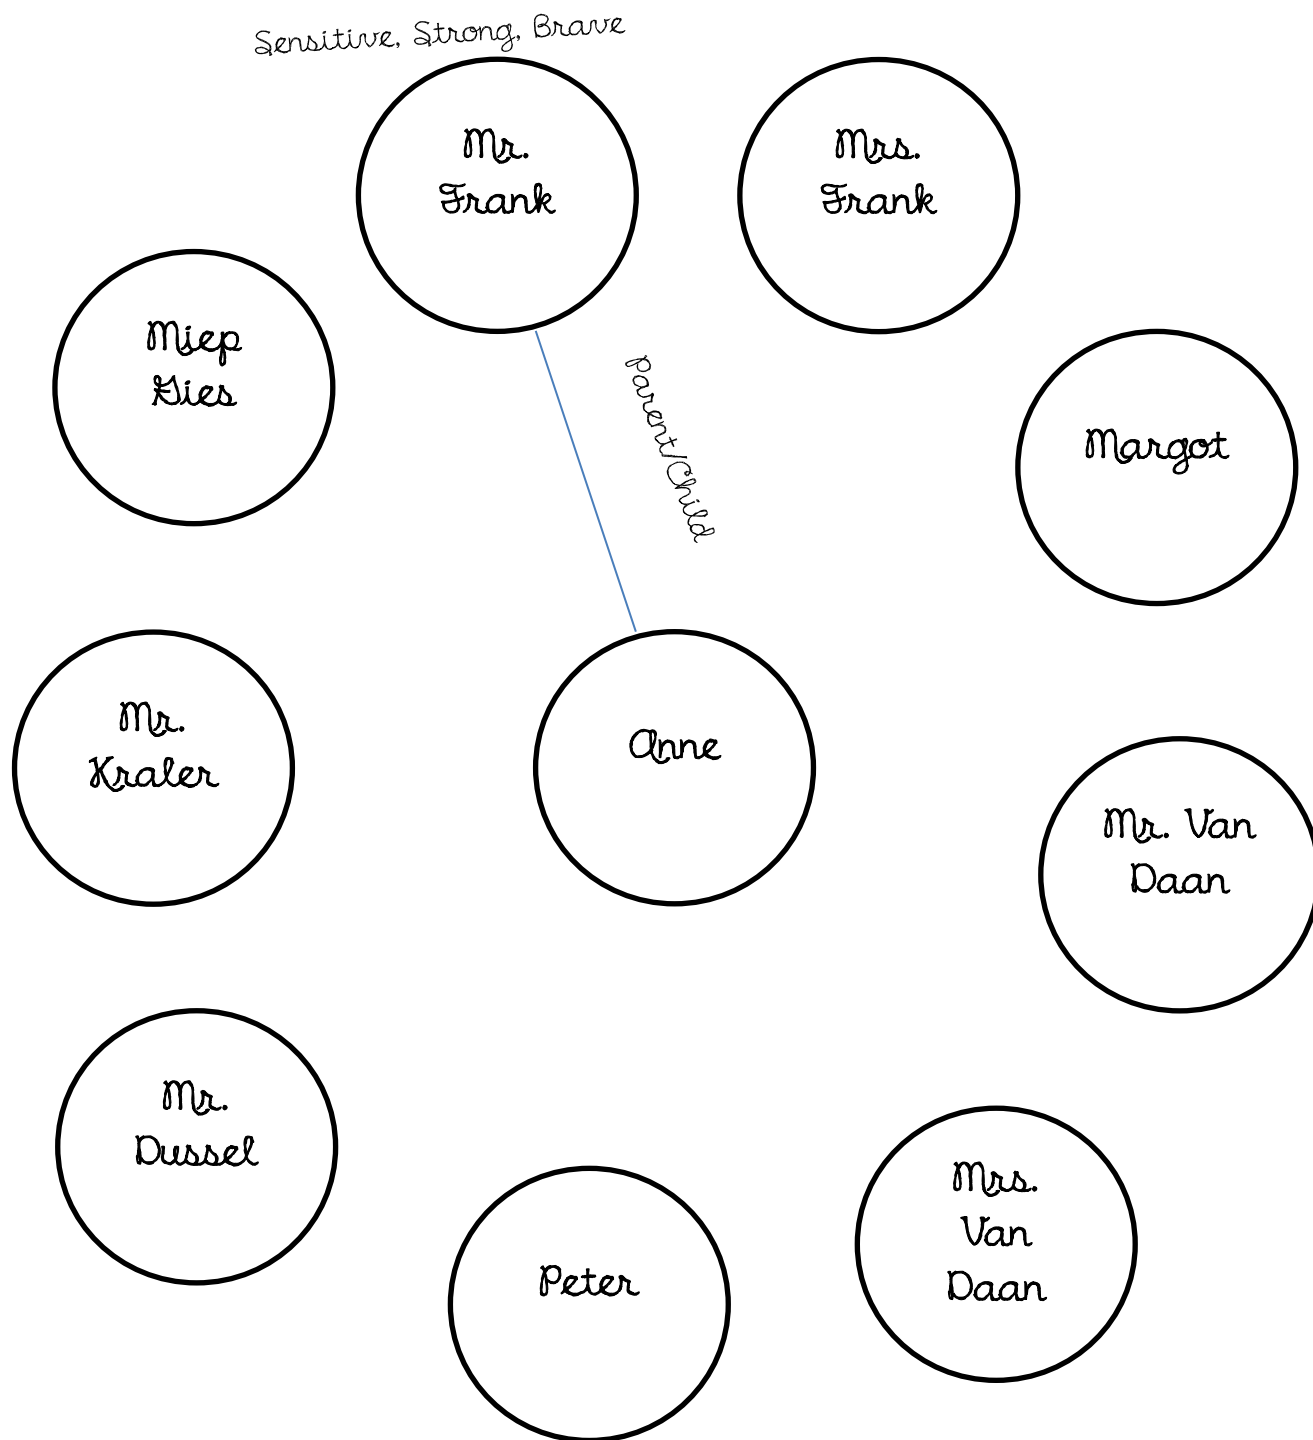 Sensitive, Strong, Brave
Mr.
Frank
Mrs.
Frank
Miep
Gies
Parent/Child
Margot
Mr.
Kraler
Anne
Mr. Van
Daan
Mr.
Dussel
Mrs.
Van
Daan
Peter